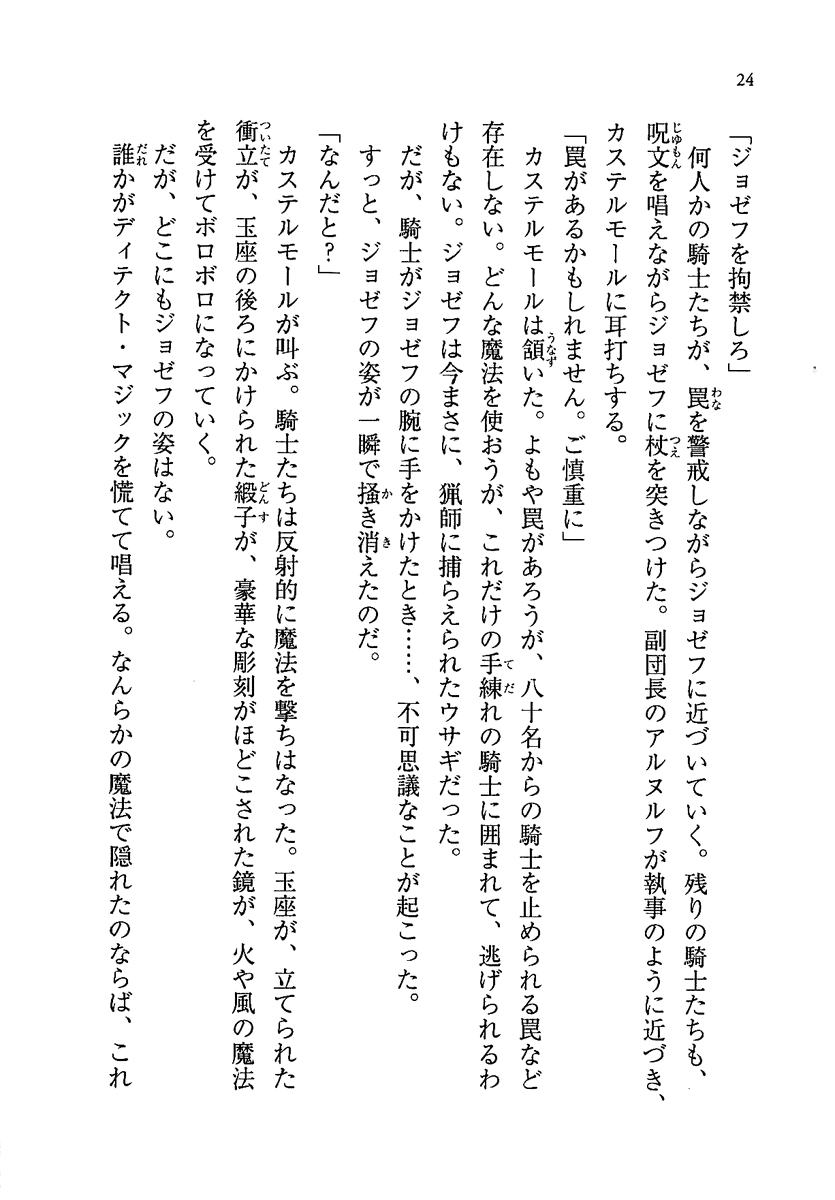 24
「ジョゼフを拘禁しろ」
何人かの騎士たちが、罠を警戒しながらジョゼフに近づいていく。残りの騎士たちも、
呪文を唱えながらジョゼフに杖を突きつけた。副団長のアルヌルフが執事のように近づき、
カステルモールに耳打ちする。
「罠があるかもしれません。ご慎重に」
カステルモールは頷いた。よもや罠があろうが、八十名からの騎士を止められる罠など
存在しない。どんな魔法を使おうが、これだけの手練れの騎士に囲まれて、逃げられるわ
けもない。ジョゼフは今まさに、猟師に捕らえられたウサギだった。
だが、騎士がジョゼフの腕に手をかけたとき……、不可思議なことが起こった。
すっと、ジョゼフの姿が一瞬で掻き消えたのだ。
「なんだと？」
カステルモールが叫ぶ。騎士たちは反射的に魔法を撃ちはなった。玉座が、立てられた
衝立が、玉座の後ろにかけられた緞子が、豪華な彫刻がほどこされた鏡が、火や風の魔法
を受けてボロボロになっていく。
だが、どこにもジョゼフの姿はない。
誰かがディテクト・マジックを慌てて唱える。なんらかの魔法で隠れたのならば、これ